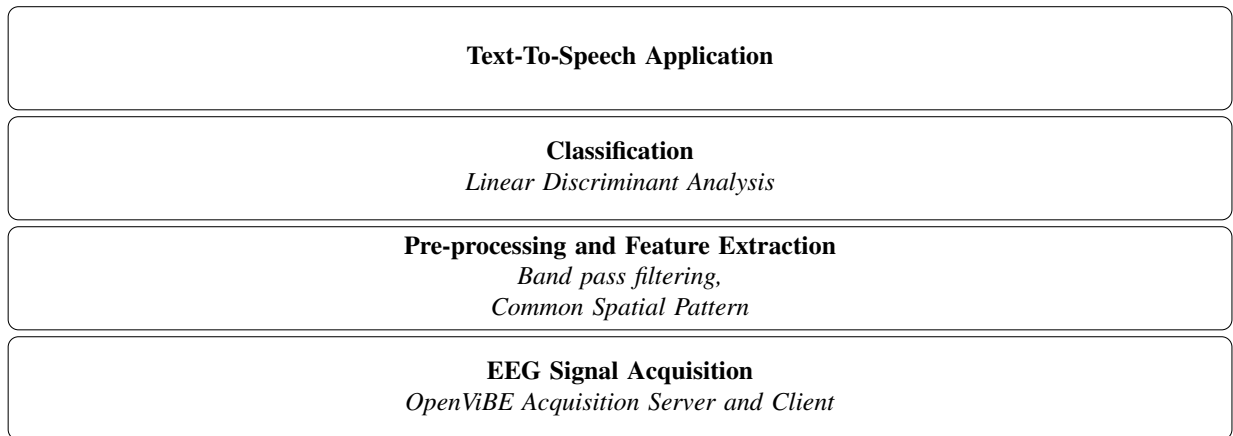 Text-To-Speech Application
Classification
Linear Discriminant Analysis
Pre-processing and Feature Extraction
Band pass filtering,
Common Spatial Pattern
EEG Signal Acquisition
OpenViBE Acquisition Server and Client